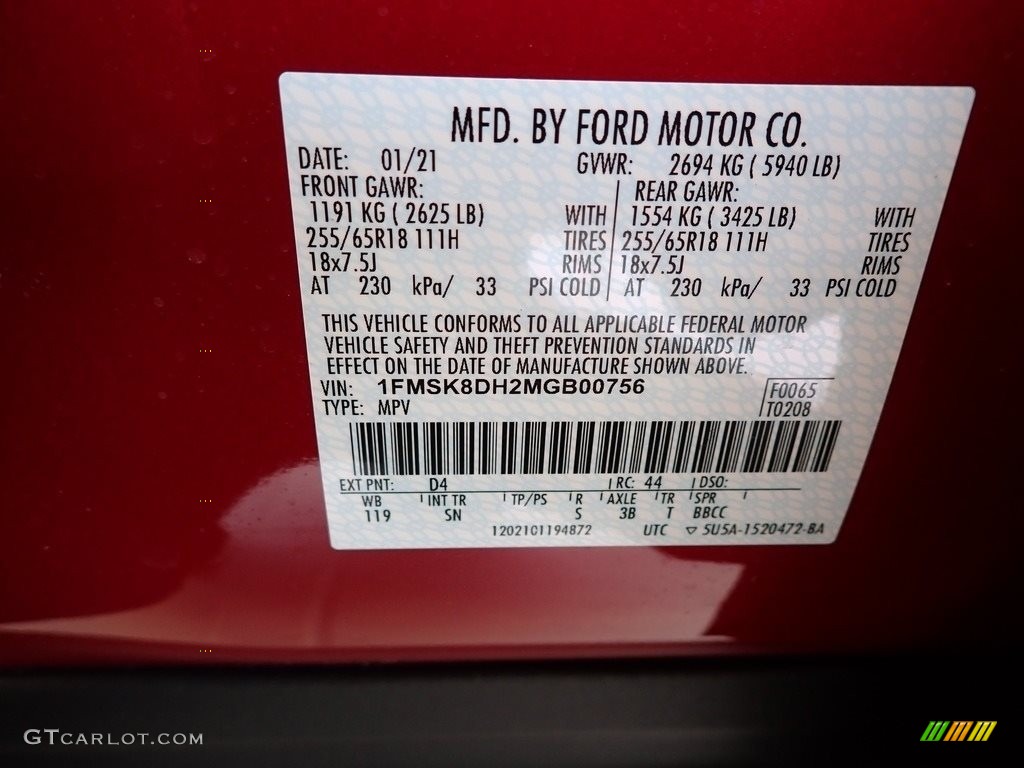 MFD. BY FORD MOTOR CO.
DATE: 01/21 GVWR: 2694 KG ( 5940 LB)
FRONT GAWR: REAR GAWR:
1191 KG ( 2625 LB) WITH 1554 KG ( 3425 LB) WITH
255/65R18 111H TIRES 255/65R18 111H TIRES
18x7.5J RIMS 18x7.5J RIMS
AT 230 kPa/ 33 PSI COLD AT 230 kPa/ 33 PSI COLD
THIS VEHICLE CONFORMS TO ALL APPLICABLE FEDERAL MOTOR
VEHICLE SAFETY AND THEFT PREVENTION STANDARDS IN
EFFECT ON THE DATE OF MANUFACTURE SHOWN ABOVE.
VIN: 1FMSK8DH2MGB00756 F0065
TYPE: MPV T0208
EXT PNT: D4 RC: 44 DSO:
WB INT TR TP/PS R AXLE TR SPR
119 SN S 3B T BBCC
1202101194872 UTC ▽ 5U5A-1520472-BA
GTCARLOT.COM